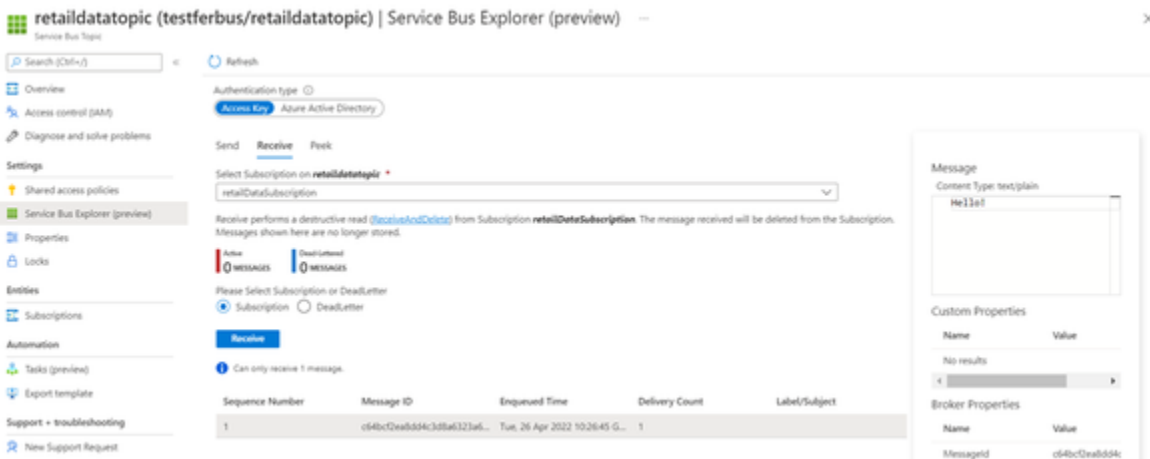 retaildatatopic (testferbus/retaildatatopic) | Service Bus Explorer (preview) ...
Service Bus Topic
Search (Ctrl+/)
«
Refresh
Overview
Access control (IAM)
Diagnose and solve problems
Settings
Shared access policies
Service Bus Explorer (preview)
Properties
Locks
Entities
Subscriptions
Automation
Tasks (preview)
Export template
Support + troubleshooting
New Support Request
Authentication type
Access Key Azure Active Directory
Send Receive Peek
Select Subscription on retaildatatopic *
retailDataSubscription
Receive performs a destructive read (ReceiveAndDelete) from Subscription retailDataSubscription. The message received will be deleted from the Subscription.
Messages shown here are no longer stored.
Active Dead-Lettered
0 MESSAGES 0 MESSAGES
Please Select Subscription or DeadLetter
Subscription DeadLetter
Receive
Can only receive 1 message.
Sequence Number Message ID Enqueued Time Delivery Count Label/Subject
1 c64bcf2ea8dd4c3d8a6323a6... Tue, 26 Apr 2022 10:26:45 G... 1
Message
Content Type: text/plain
Hello!
Custom Properties
Name Value
No results
Broker Properties
Name Value
MessageId c64bcf2ea8dd4c